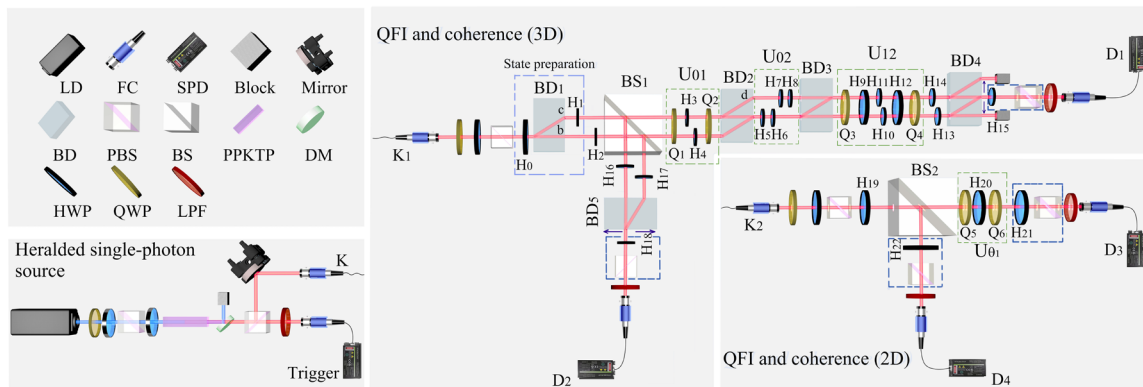 LD FC SPD Block Mirror
BD PBS BS PPKTP DM
HWP QWP LPF
Heralded single-photon
source
K
Trigger
QFI and coherence (3D)
State preparation
BD1
c
b
H1
H2
H0
K1
BS1
U01
H3
Q2
Q1
H4
BD2
d
U02
H7
H8
H5
H6
BD3
U12
H9
H11
H12
Q3
H10
Q4
H14
H13
BD4
H15
D1
H16
H17
BD5
H18
D2
K2
H19
BS2
H20
Q5
Q6
Uθ1
H21
D3
H22
QFI and coherence (2D)
D4